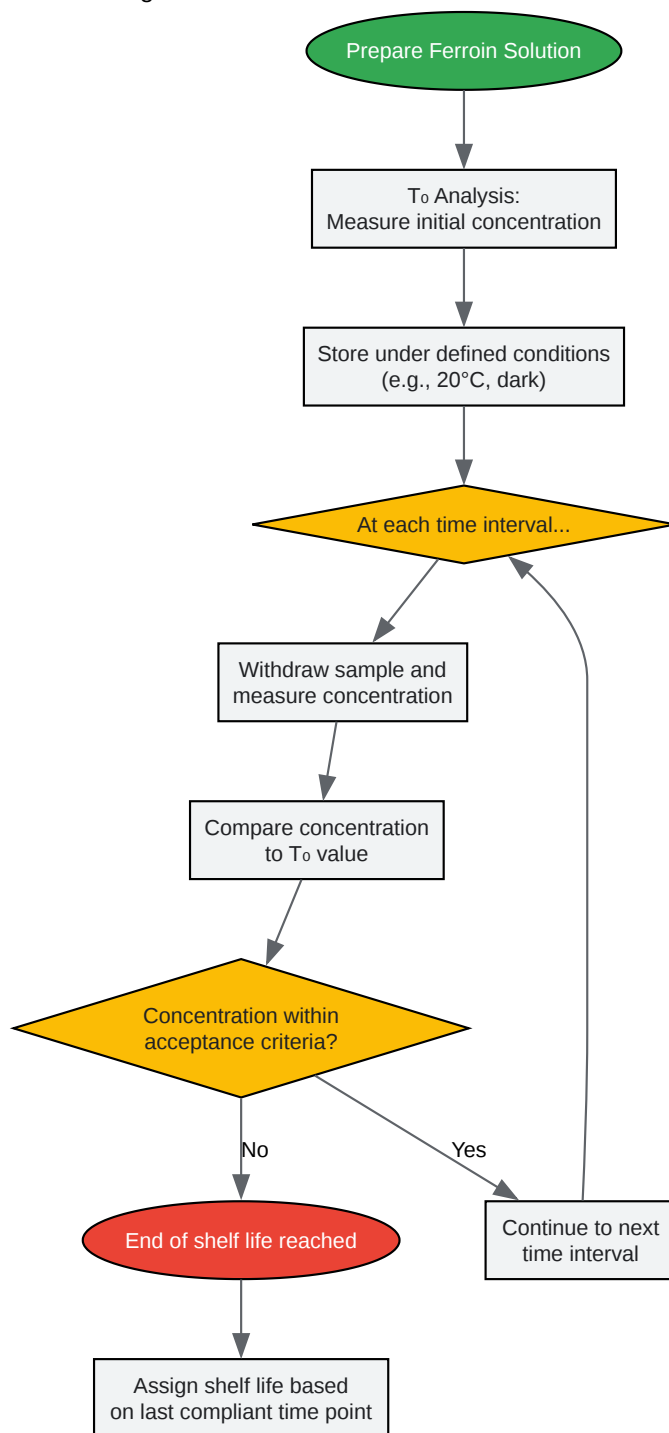 Prepare Ferroin Solution
T₀ Analysis:
Measure initial concentration
Store under defined conditions
(e.g., 20°C, dark)
At each time interval...
Withdraw sample and
measure concentration
Compare concentration
to T₀ value
Concentration within
acceptance criteria?
No
Yes
End of shelf life reached
Continue to next
time interval
Assign shelf life based
on last compliant time point